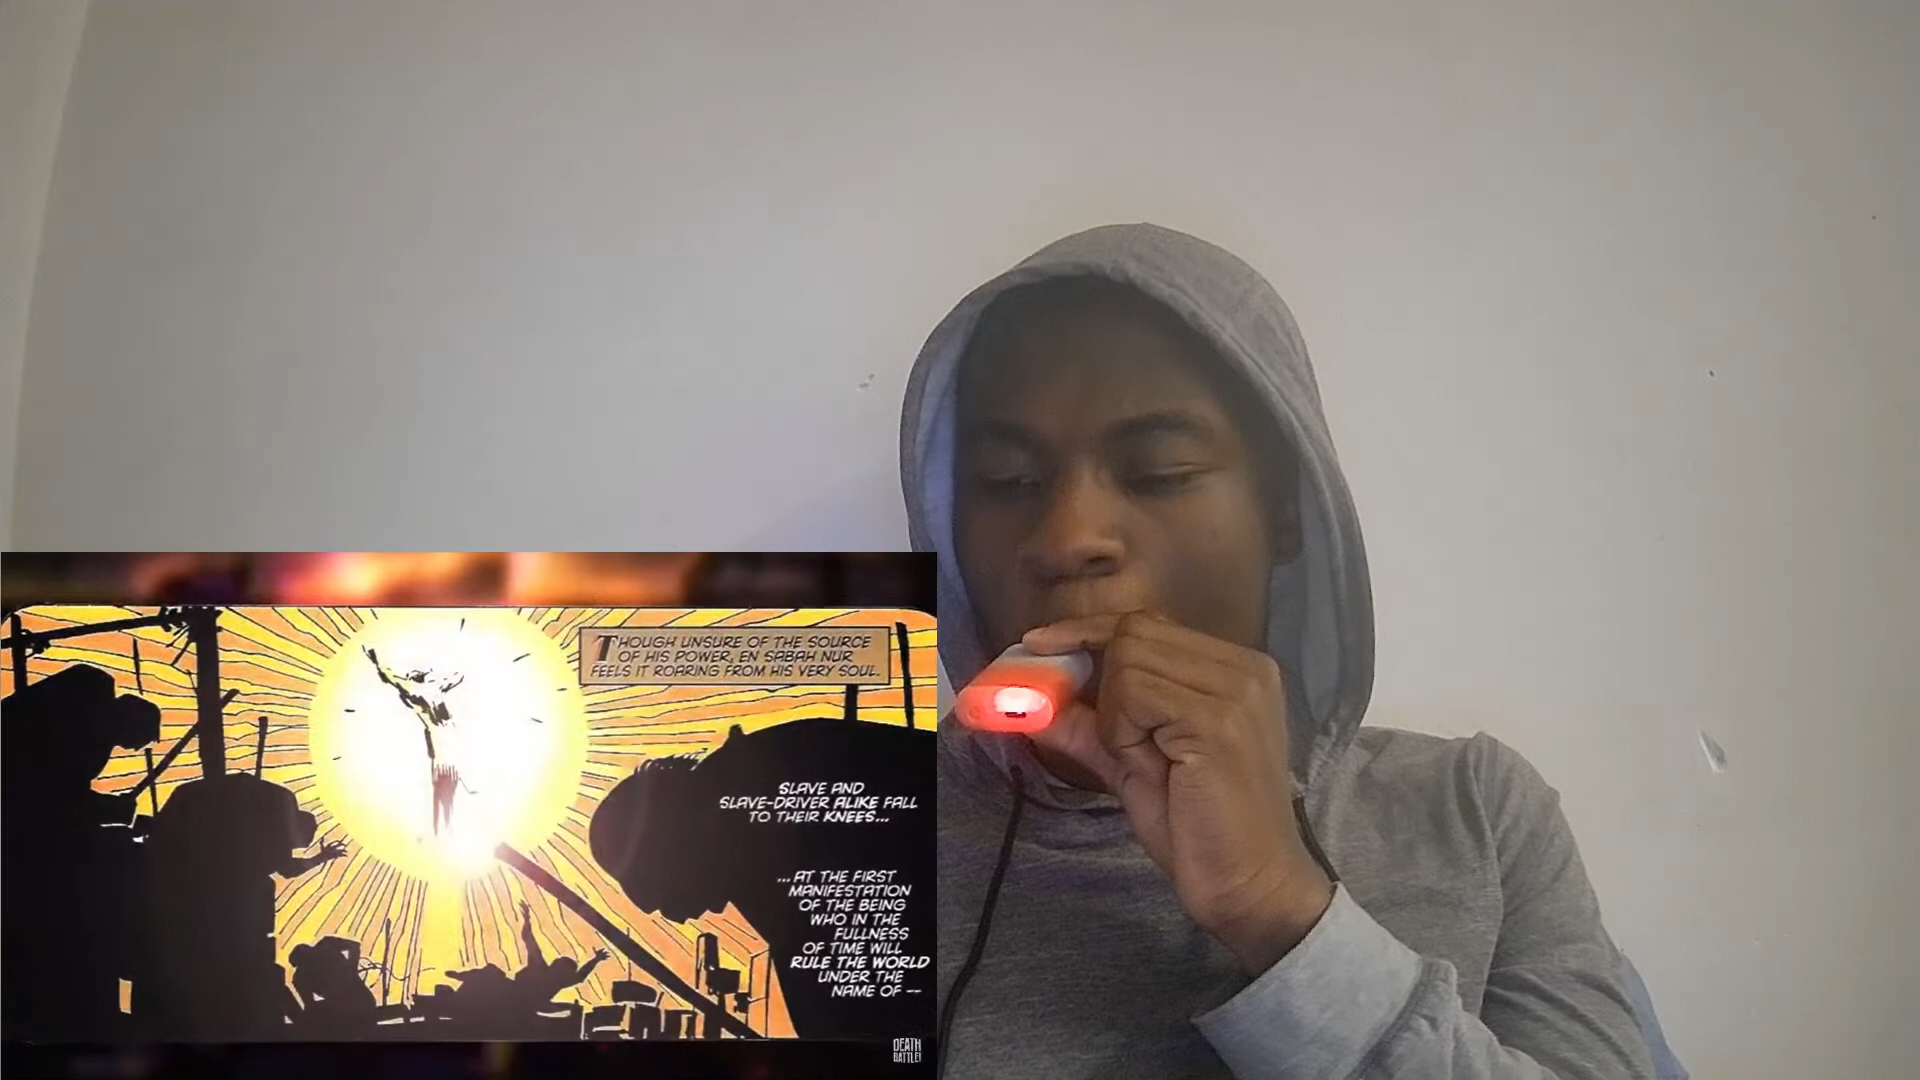 THOUGH UNSURE OF THE SOURCE
OF HIS POWER, EN SABAH NUR
FEELS IT ROARING FROM HIS VERY SOUL.
SLAVE AND
SLAVE-DRIVER ALIKE FALL
TO THEIR KNEES...
...AT THE FIRST
MANIFESTATION
OF THE BEING
WHO IN THE
FULLNESS
OF TIME WILL
RULE THE WORLD
UNDER THE
NAME OF --
DEATH
BATTLE!